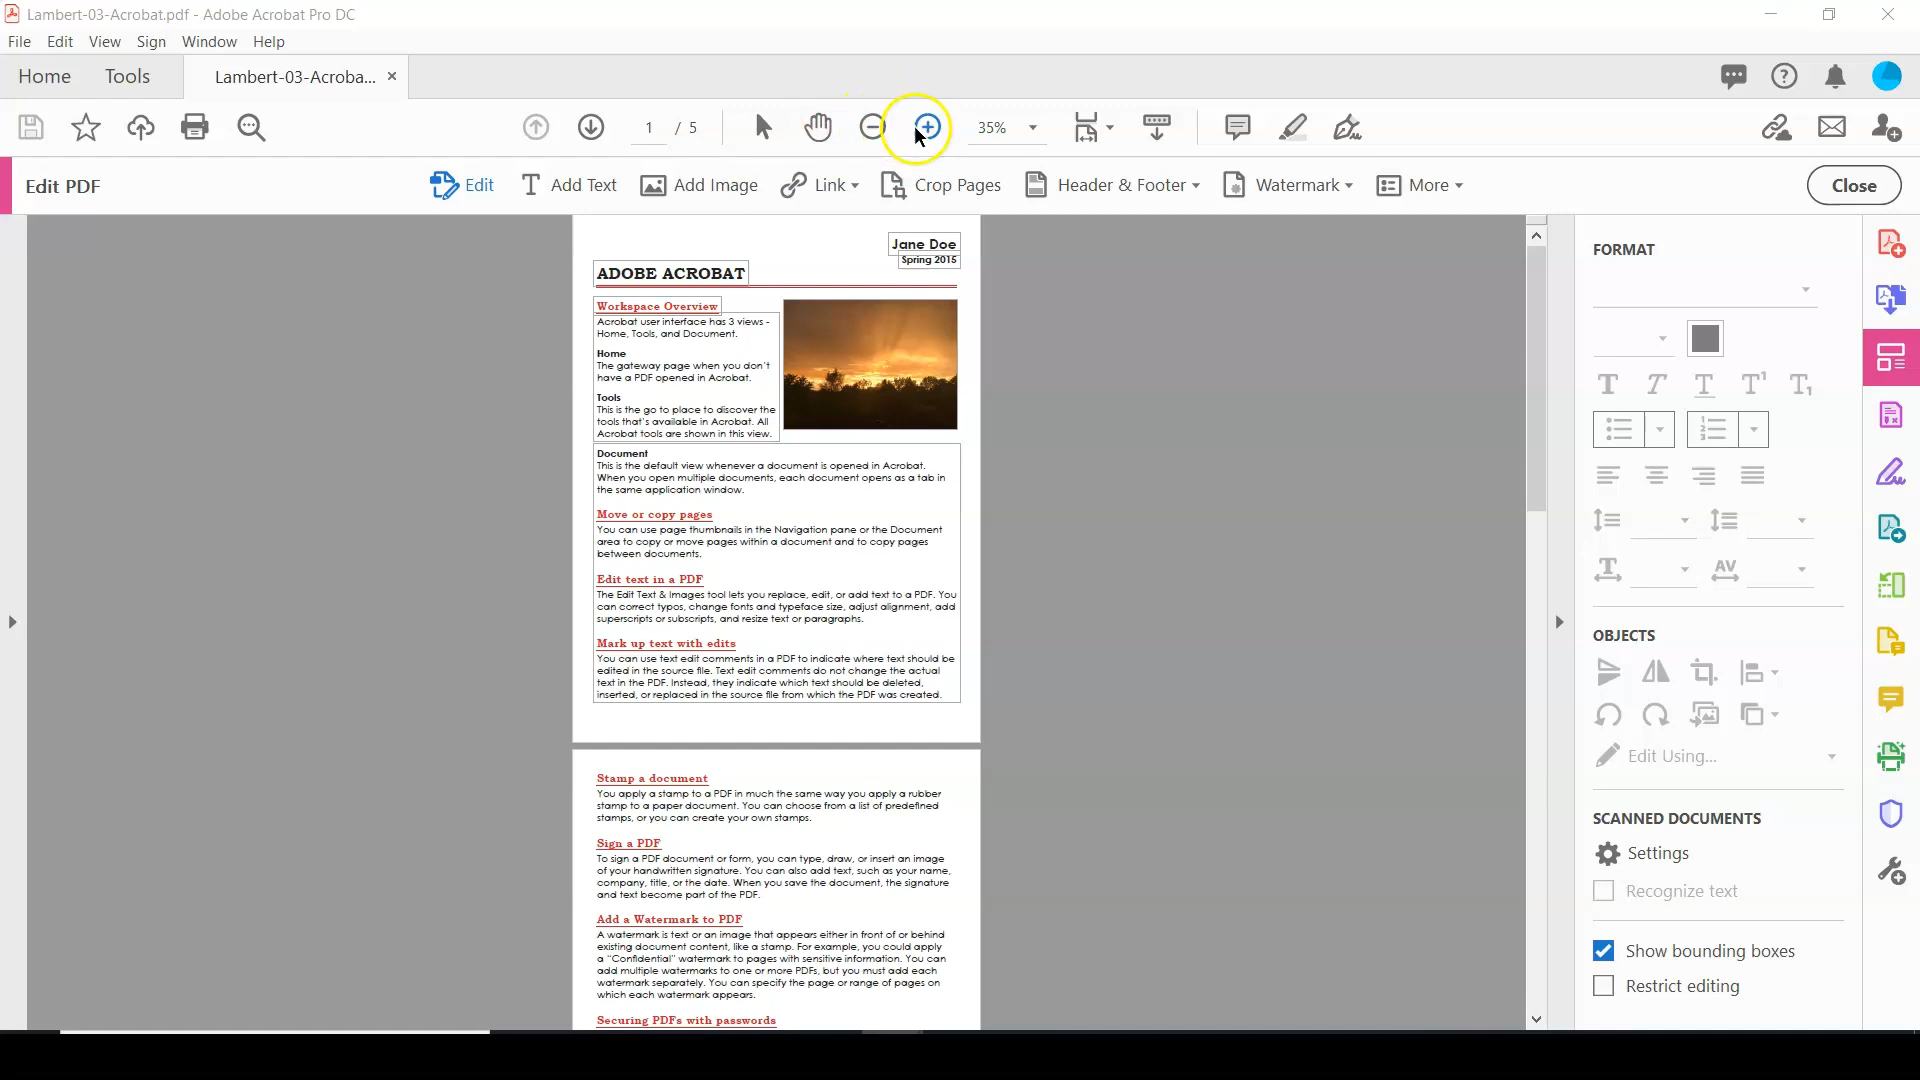 Lambert-03-Acrobat.pdf - Adobe Acrobat Pro DC
File Edit View Sign Window Help
Home Tools Lambert-03-Acroba... ×
1 / 5 35%
Edit PDF Edit Add Text Add Image Link Crop Pages Header & Footer Watermark More Close
Jane Doe
Spring 2015
ADOBE ACROBAT
Workspace Overview
Acrobat user interface has 3 views -
Home, Tools, and Document.
Home
The gateway page when you don't
have a PDF opened in Acrobat.
Tools
This is the go to place to discover the
tools that's available in Acrobat. All
Acrobat tools are shown in this view.
Document
This is the default view whenever a document is opened in Acrobat.
When you open multiple documents, each document opens as a tab in
the same application window.
Move or copy pages
You can use page thumbnails in the Navigation pane or the Document
area to copy or move pages within a document and to copy pages
between documents.
Edit text in a PDF
The Edit Text & Images tool lets you replace, edit, or add text to a PDF. You
can correct typos, change fonts and typeface size, adjust alignment, add
superscripts or subscripts, and resize text or paragraphs.
Mark up text with edits
You can use text edit comments in a PDF to indicate where text should be
edited in the source file. Text edit comments do not change the actual
text in the PDF. Instead, they indicate which text should be deleted,
inserted, or replaced in the source file from which the PDF was created.
Stamp a document
You apply a stamp to a PDF in much the same way you apply a rubber
stamp to a paper document. You can choose from a list of predefined
stamps, or you can create your own stamps.
Sign a PDF
To sign a PDF document or form, you can type, draw, or insert an image
of your handwritten signature. You can also add text, such as your name,
company, title, or the date. When you save the document, the signature
and text become part of the PDF.
Add a Watermark to PDF
A watermark is text or an image that appears either in front of or behind
existing document content, like a stamp. For example, you could apply
a "Confidential" watermark to pages with sensitive information. You can
add multiple watermarks to one or more PDFs, but you must add each
watermark separately. You can specify the page or range of pages on
which each watermark appears.
Securing PDFs with passwords
FORMAT
OBJECTS
Edit Using...
SCANNED DOCUMENTS
Settings
Recognize text
Show bounding boxes
Restrict editing